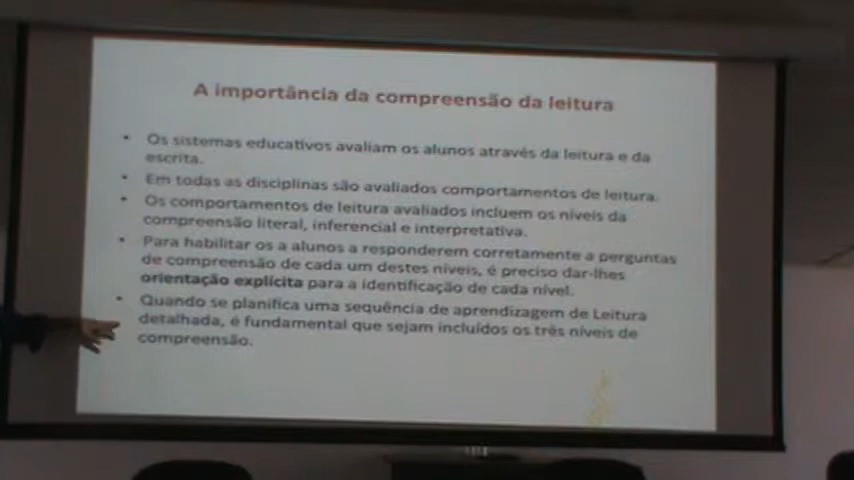 A importância da compreensão da leitura
• Os sistemas educativos avaliam os alunos através da leitura e da
escrita.
• Em todas as disciplinas são avaliados comportamentos de leitura.
• Os comportamentos de leitura avaliados incluem os níveis da
compreensão literal, inferencial e interpretativa.
• Para habilitar os a alunos a responderem corretamente a perguntas
de compreensão de cada um destes níveis, é preciso dar-lhes
orientação explícita para a identificação de cada nível.
• Quando se planifica uma sequência de aprendizagem de Leitura
detalhada, é fundamental que sejam incluídos os três níveis de
compreensão.